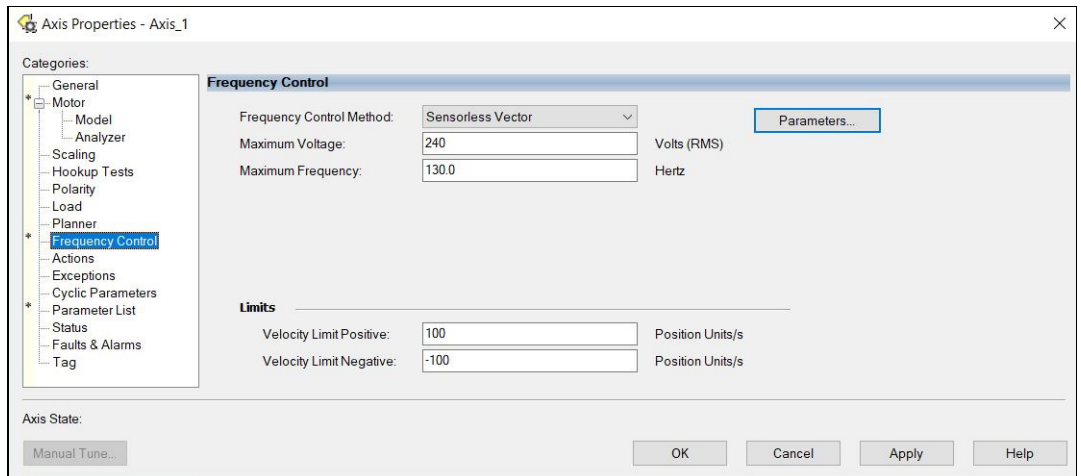 Axis Properties - Axis_1
Categories:
General
* Motor
Model
Analyzer
Scaling
Hookup Tests
Polarity
Load
Planner
* Frequency Control
Actions
Exceptions
Cyclic Parameters
* Parameter List
Status
Faults & Alarms
Tag
Frequency Control
Frequency Control Method: Sensorless Vector Parameters...
Maximum Voltage: 240 Volts (RMS)
Maximum Frequency: 130.0 Hertz
Limits
Velocity Limit Positive: 100 Position Units/s
Velocity Limit Negative: -100 Position Units/s
Axis State:
Manual Tune... OK Cancel Apply Help